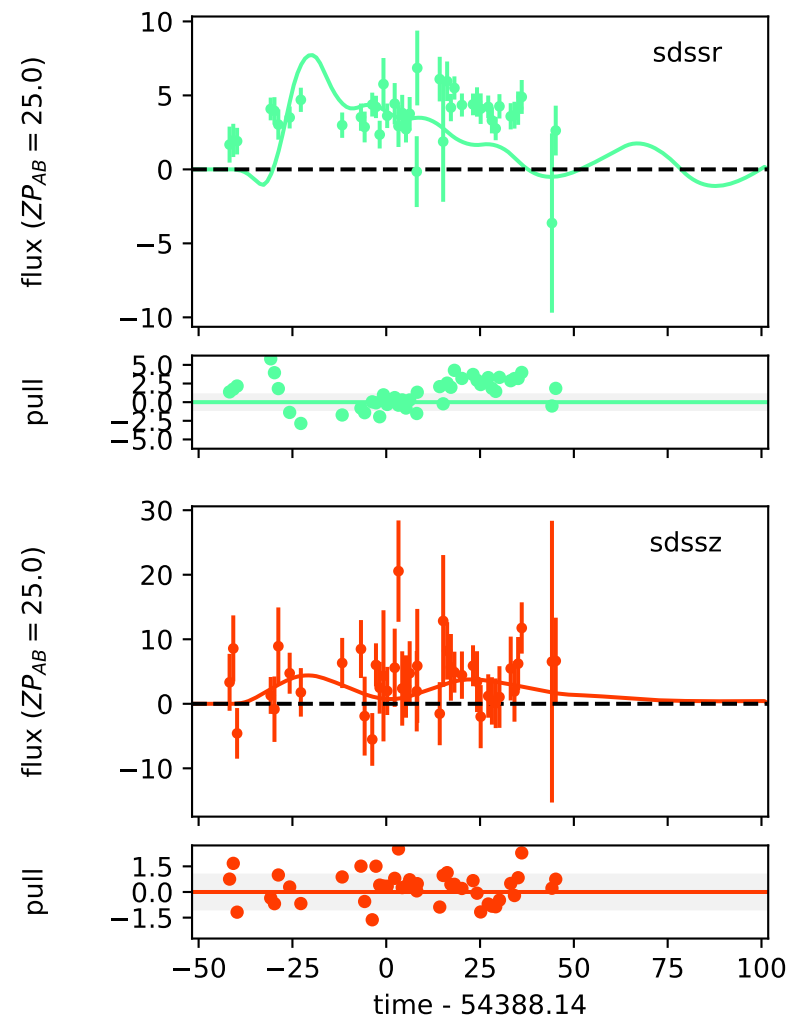 10
5
0
−5
−10
flux (ZP_AB = 25.0)
sdssr
5.0
2.5
0.0
−2.5
−5.0
pull
30
20
10
0
−10
flux (ZP_AB = 25.0)
sdssz
1.5
0.0
−1.5
pull
−50 −25 0 25 50 75 100
time - 54388.14